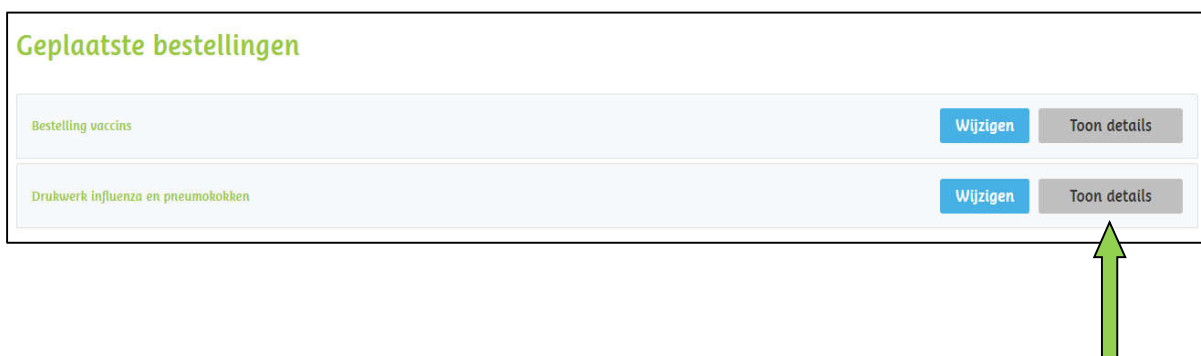 Geplaatste bestellingen
Bestelling vaccins Wijzigen Toon details
Drukwerk influenza en pneumokokken Wijzigen Toon details